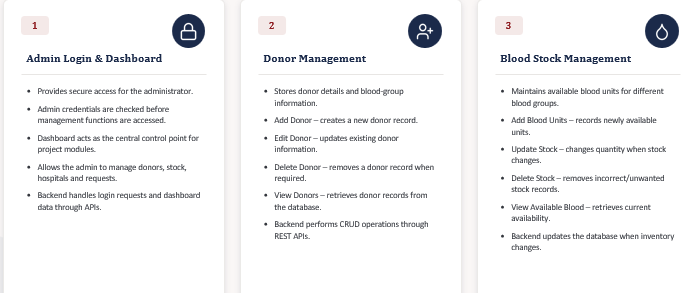 1
Admin Login & Dashboard
• Provides secure access for the administrator.
• Admin credentials are checked before
management functions are accessed.
• Dashboard acts as the central control point for
project modules.
• Allows the admin to manage donors, stock,
hospitals and requests.
• Backend handles login requests and dashboard
data through APIs.
2
Donor Management
• Stores donor details and blood-group
information.
• Add Donor – creates a new donor record.
• Edit Donor – updates existing donor
information.
• Delete Donor – removes a donor record when
required.
• View Donors – retrieves donor records from
the database.
• Backend performs CRUD operations through
REST APIs.
3
Blood Stock Management
• Maintains available blood units for different
blood groups.
• Add Blood Units – records newly available
units.
• Update Stock – changes quantity when stock
changes.
• Delete Stock – removes incorrect/unwanted
stock records.
• View Available Blood – retrieves current
availability.
• Backend updates the database when inventory
changes.